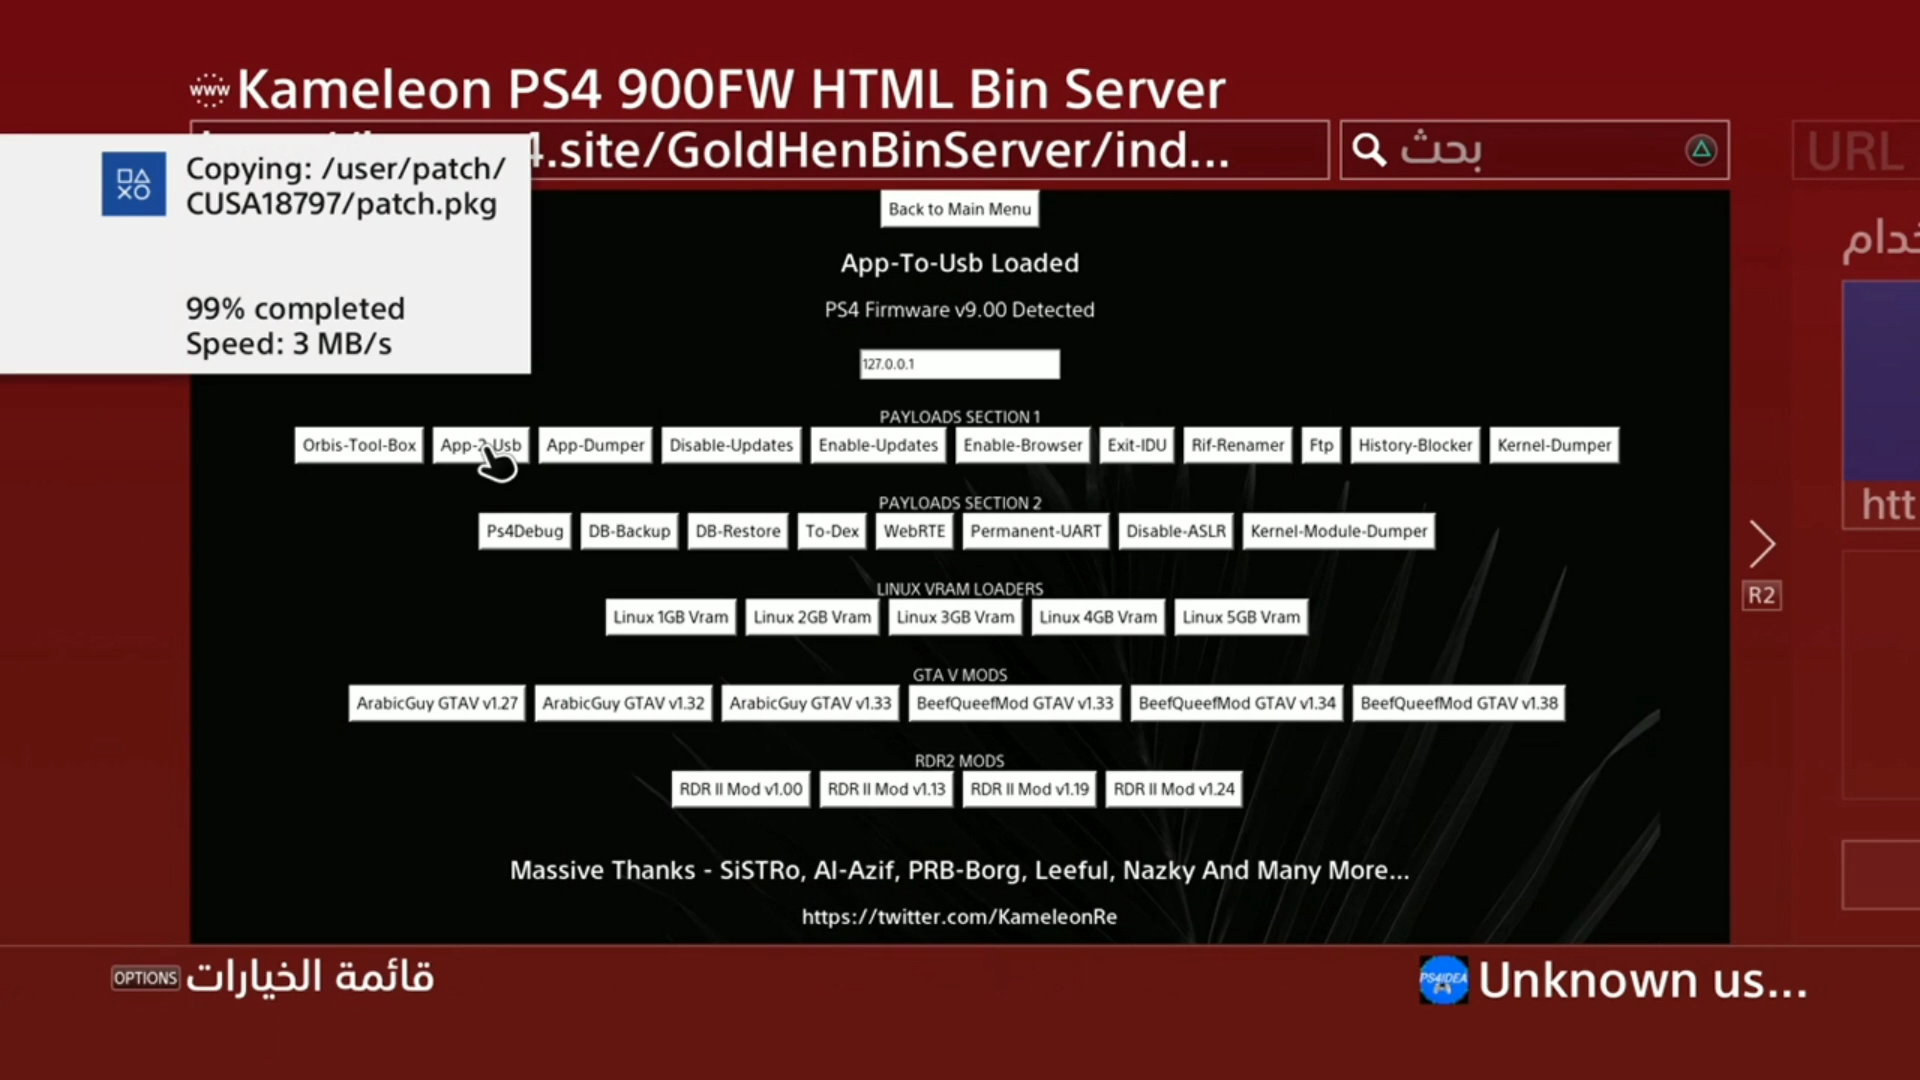 Kameleon PS4 900FW HTML Bin Server
4.site/GoldHenBinServer/ind...
بحث
URL
Copying: /user/patch/
CUSA18797/patch.pkg
99% completed
Speed: 3 MB/s
Back to Main Menu
App-To-Usb Loaded
PS4 Firmware v9.00 Detected
127.0.0.1
PAYLOADS SECTION 1
Orbis-Tool-Box App-2-Usb App-Dumper Disable-Updates Enable-Updates Enable-Browser Exit-IDU Rif-Renamer Ftp History-Blocker Kernel-Dumper
PAYLOADS SECTION 2
Ps4Debug DB-Backup DB-Restore To-Dex WebRTE Permanent-UART Disable-ASLR Kernel-Module-Dumper
LINUX VRAM LOADERS
Linux 1GB Vram Linux 2GB Vram Linux 3GB Vram Linux 4GB Vram Linux 5GB Vram
GTA V MODS
ArabicGuy GTAV v1.27 ArabicGuy GTAV v1.32 ArabicGuy GTAV v1.33 BeefQueefMod GTAV v1.33 BeefQueefMod GTAV v1.34 BeefQueefMod GTAV v1.38
RDR2 MODS
RDR II Mod v1.00 RDR II Mod v1.13 RDR II Mod v1.19 RDR II Mod v1.24
Massive Thanks - SiSTRo, Al-Azif, PRB-Borg, Leeful, Nazky And Many More...
https://twitter.com/KameleonRe
R2
htt
OPTIONS قائمة الخيارات
PS4IDEA Unknown us...